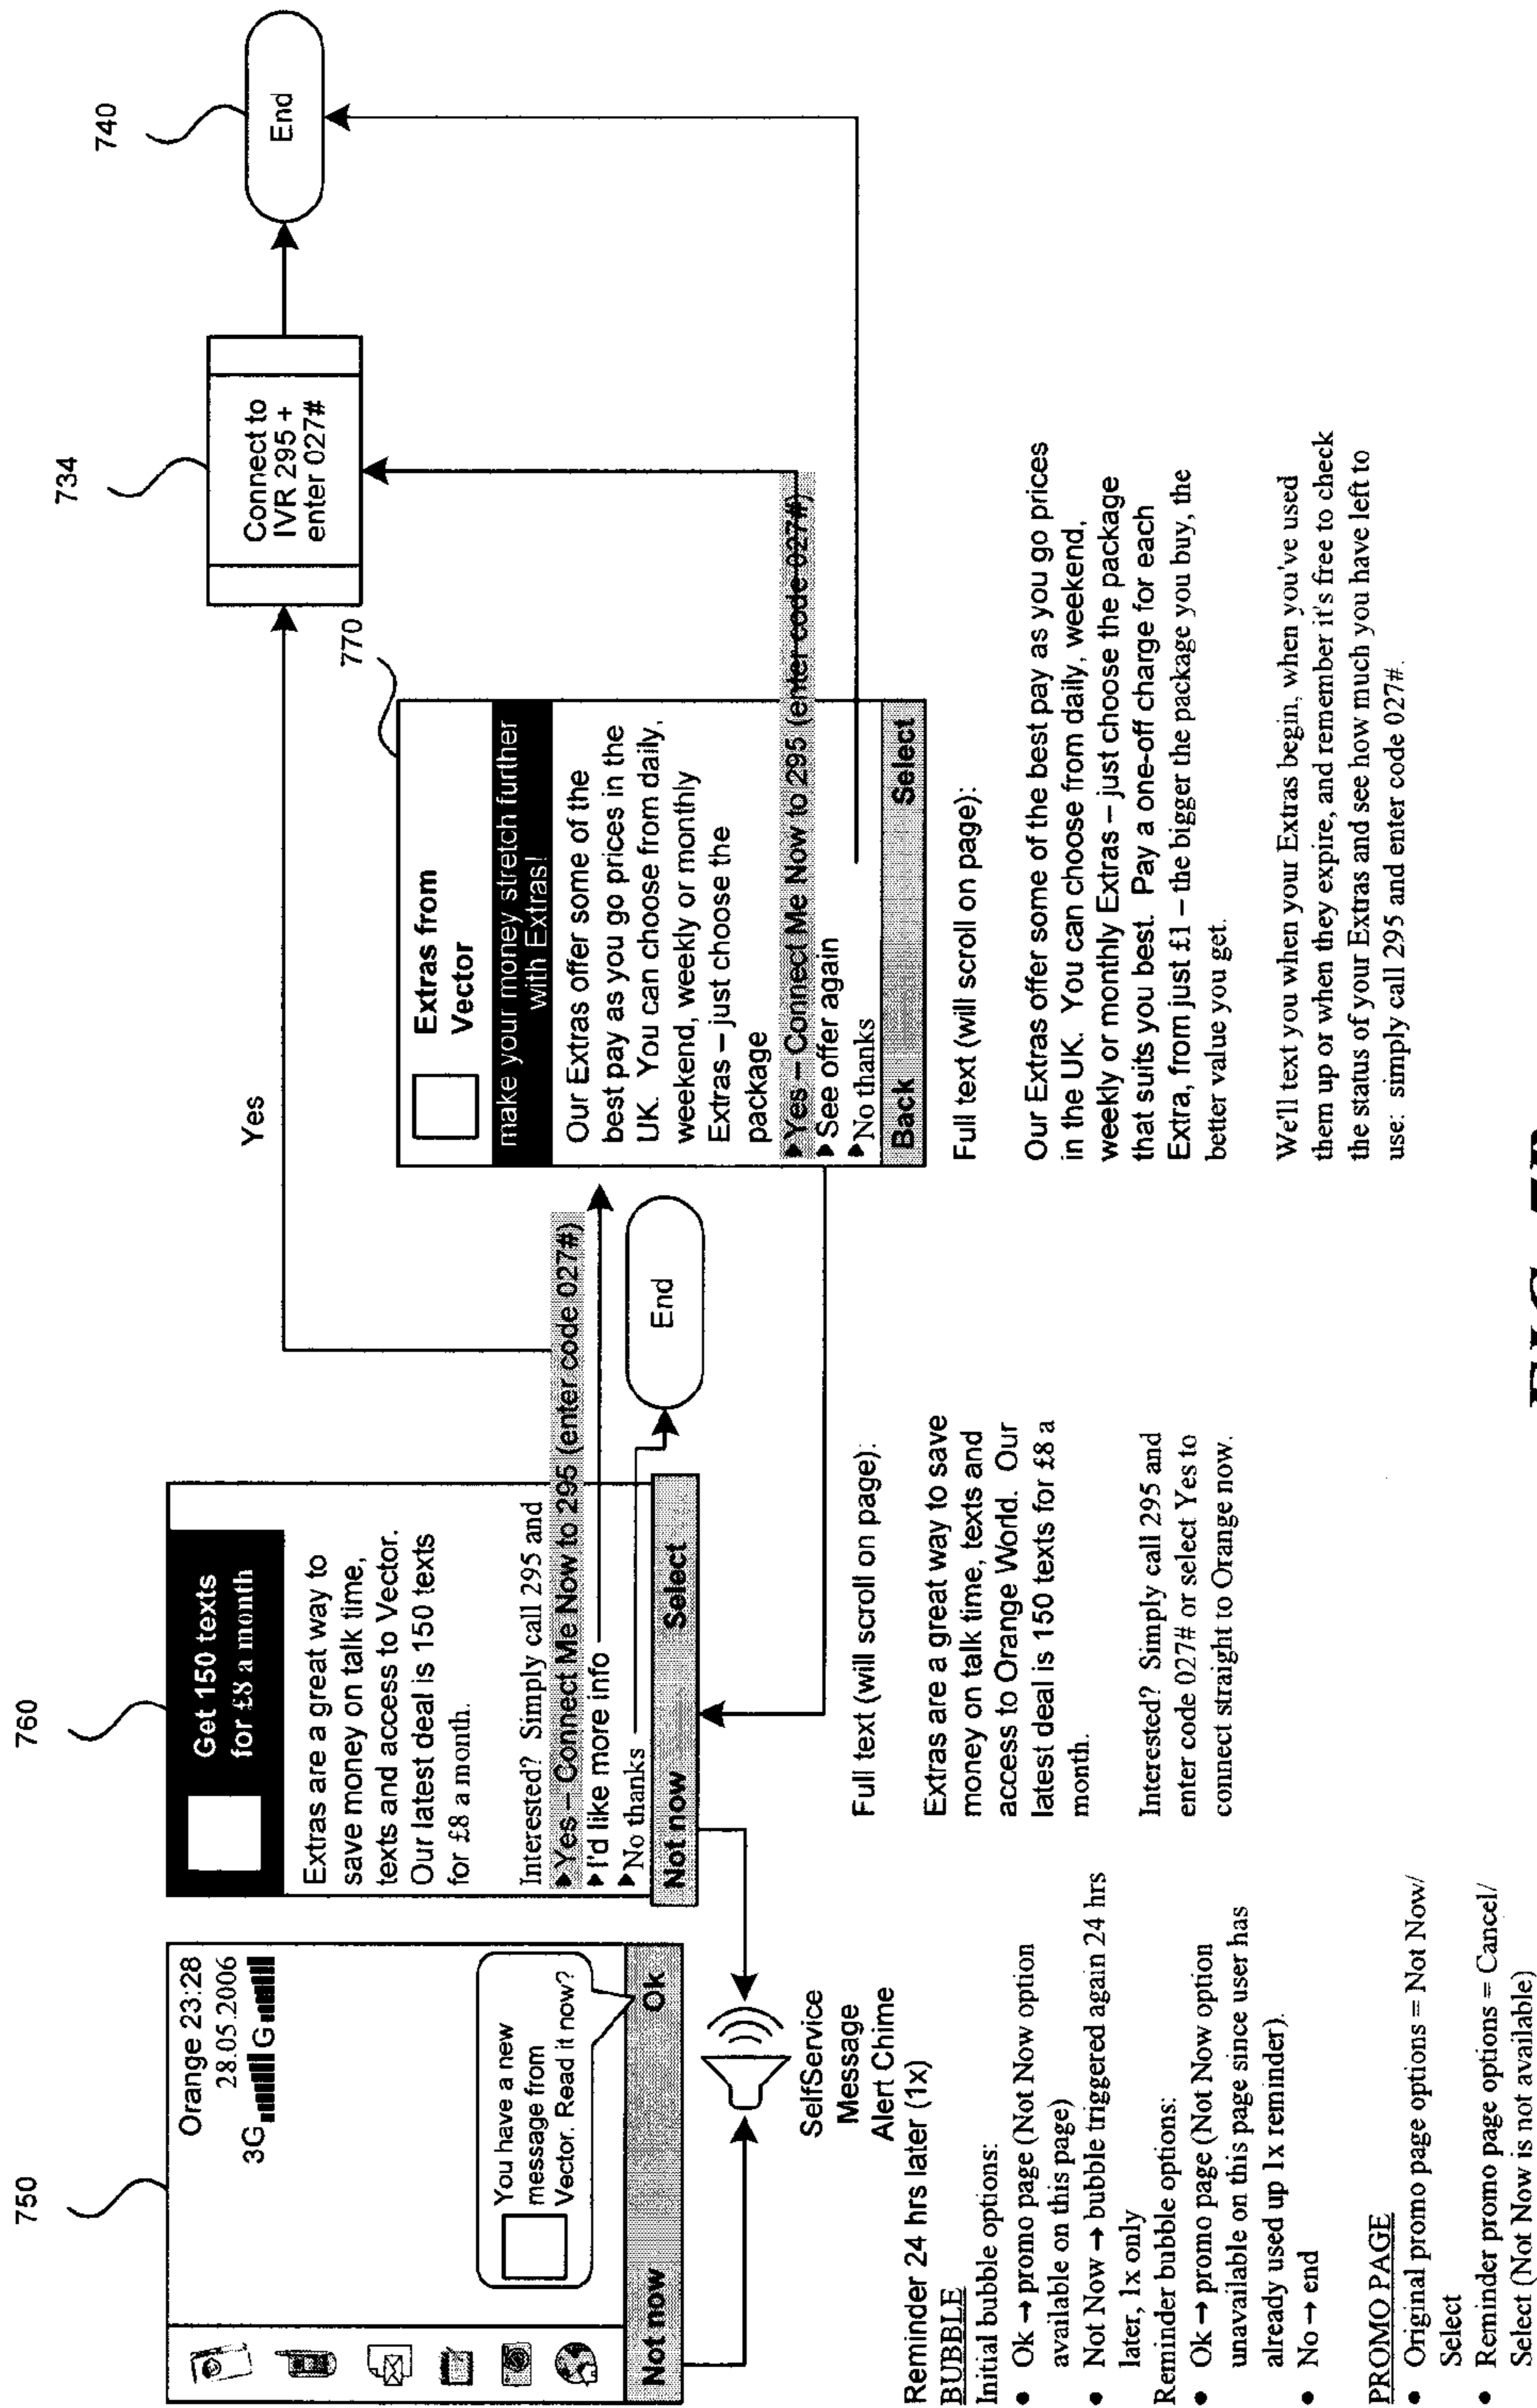 750
Orange 23:28
28.05.2006
3G G
You have a new
message from
Vector. Read it now?
Not now Ok
SelfService
Message
Alert Chime
Reminder 24 hrs later (1x)
BUBBLE
Initial bubble options:
● Ok → promo page (Not Now option
available on this page)
● Not Now → bubble triggered again 24 hrs
later, 1x only
Reminder bubble options:
● Ok → promo page (Not Now option
unavailable on this page since user has
already used up 1x reminder).
● No → end
PROMO PAGE
● Original promo page options = Not Now/
Select
● Reminder promo page options = Cancel/
Select (Not Now is not available)
760
Get 150 texts
for £8 a month
Extras are a great way to
save money on talk time,
texts and access to Vector.
Our latest deal is 150 texts
for £8 a month.
Interested? Simply call 295 and
▶Yes – Connect Me Now to 295 (enter code 027#)
▶I'd like more info
▶No thanks
Not now Select
End
Full text (will scroll on page):
Extras are a great way to save
money on talk time, texts and
access to Orange World. Our
latest deal is 150 texts for £8 a
month.
Interested? Simply call 295 and
enter code 027# or select Yes to
connect straight to Orange now.
Yes
770
Extras from
Vector
make your money stretch further
with Extras!
Our Extras offer some of the
best pay as you go prices in the
UK. You can choose from daily,
weekend, weekly or monthly
Extras – just choose the
package
▶Yes – Connect Me Now to 295 (enter code 027#)
▶See offer again
▶No thanks
Back Select
Full text (will scroll on page):
Our Extras offer some of the best pay as you go prices
in the UK. You can choose from daily, weekend,
weekly or monthly Extras – just choose the package
that suits you best. Pay a one-off charge for each
Extra, from just £1 – the bigger the package you buy, the
better value you get.
We'll text you when your Extras begin, when you've used
them up or when they expire, and remember it's free to check
the status of your Extras and see how much you have left to
use: simply call 295 and enter code 027#.
734
Connect to
IVR 295 +
enter 027#
740
End